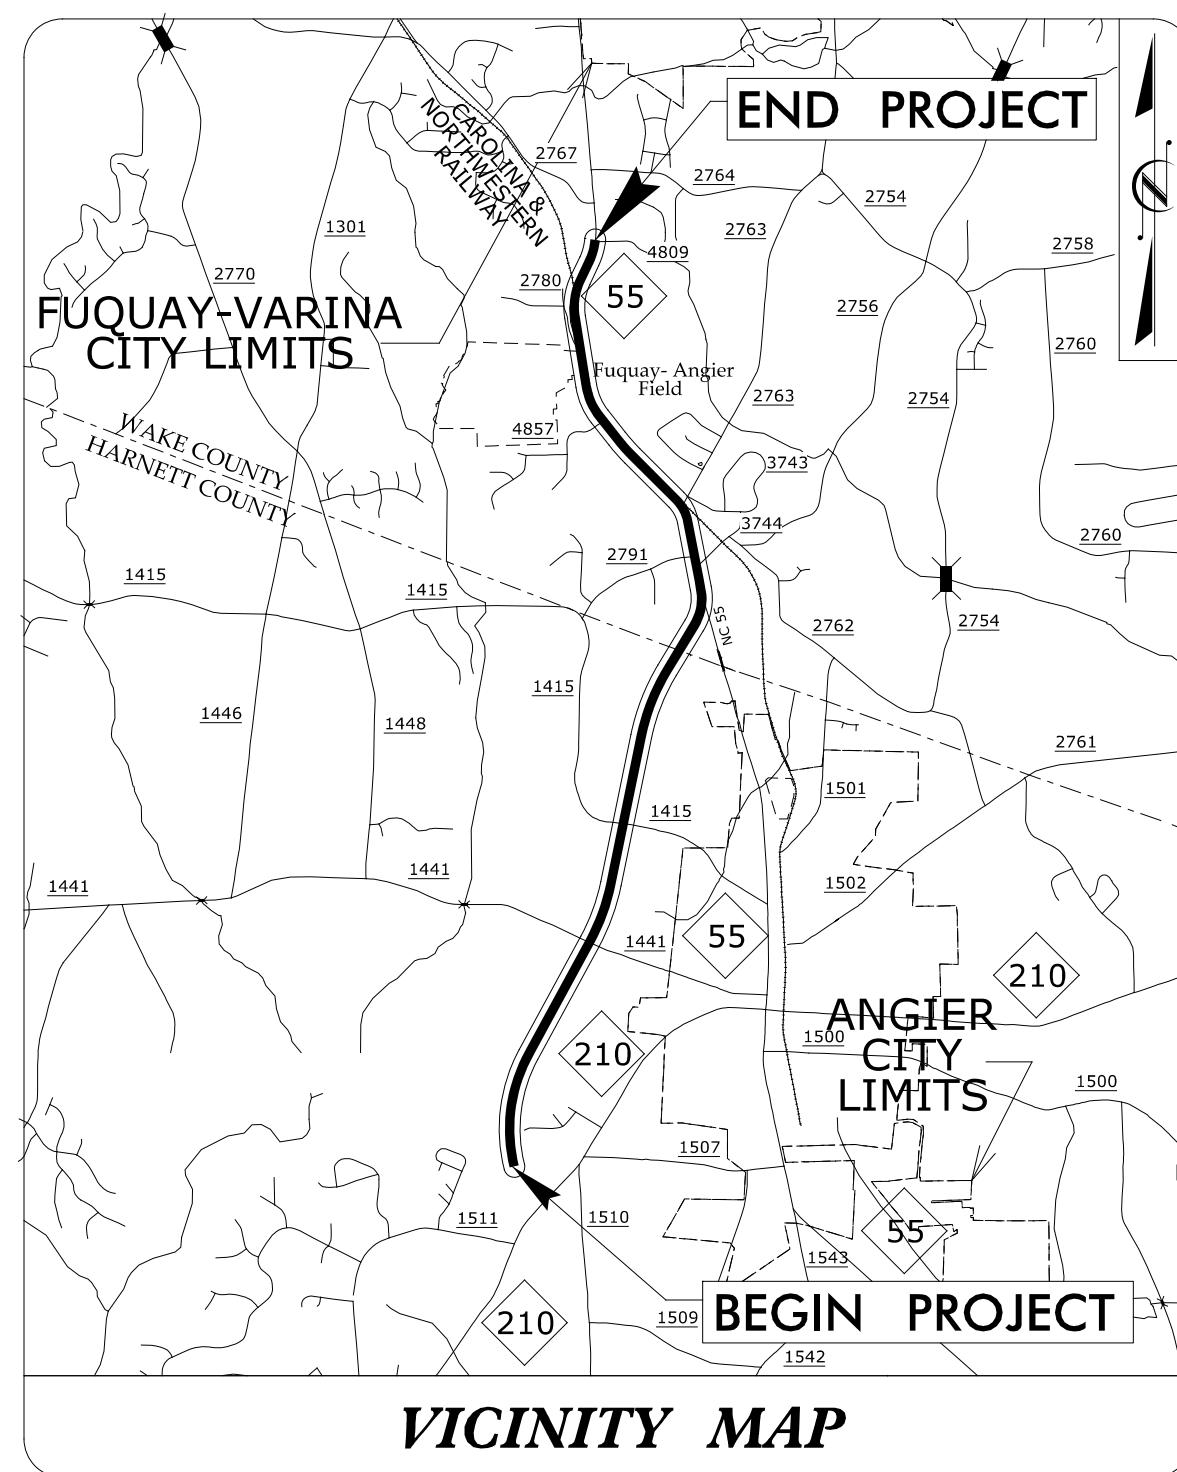 END PROJECT
CAROLINA &
NORTHWESTERN
RAILWAY
2767
2764
2754
1301
2763
2758
4809
2770
2780
55
2756
N
FUQUAY-VARINA
CITY LIMITS
2760
Fuquay- Angier
Field
2763
2754
WAKE COUNTY
HARNETT COUNTY
4857
3743
3744
2760
2791
1415
1415
NC 55
2762
2754
1415
1446
1448
2761
1501
1415
1441
1441
1502
1441
55
210
ANGIER
CITY
LIMITS
1500
210
1500
1507
1511
1510
55
1543
BEGIN PROJECT
210
1509
1542
VICINITY MAP